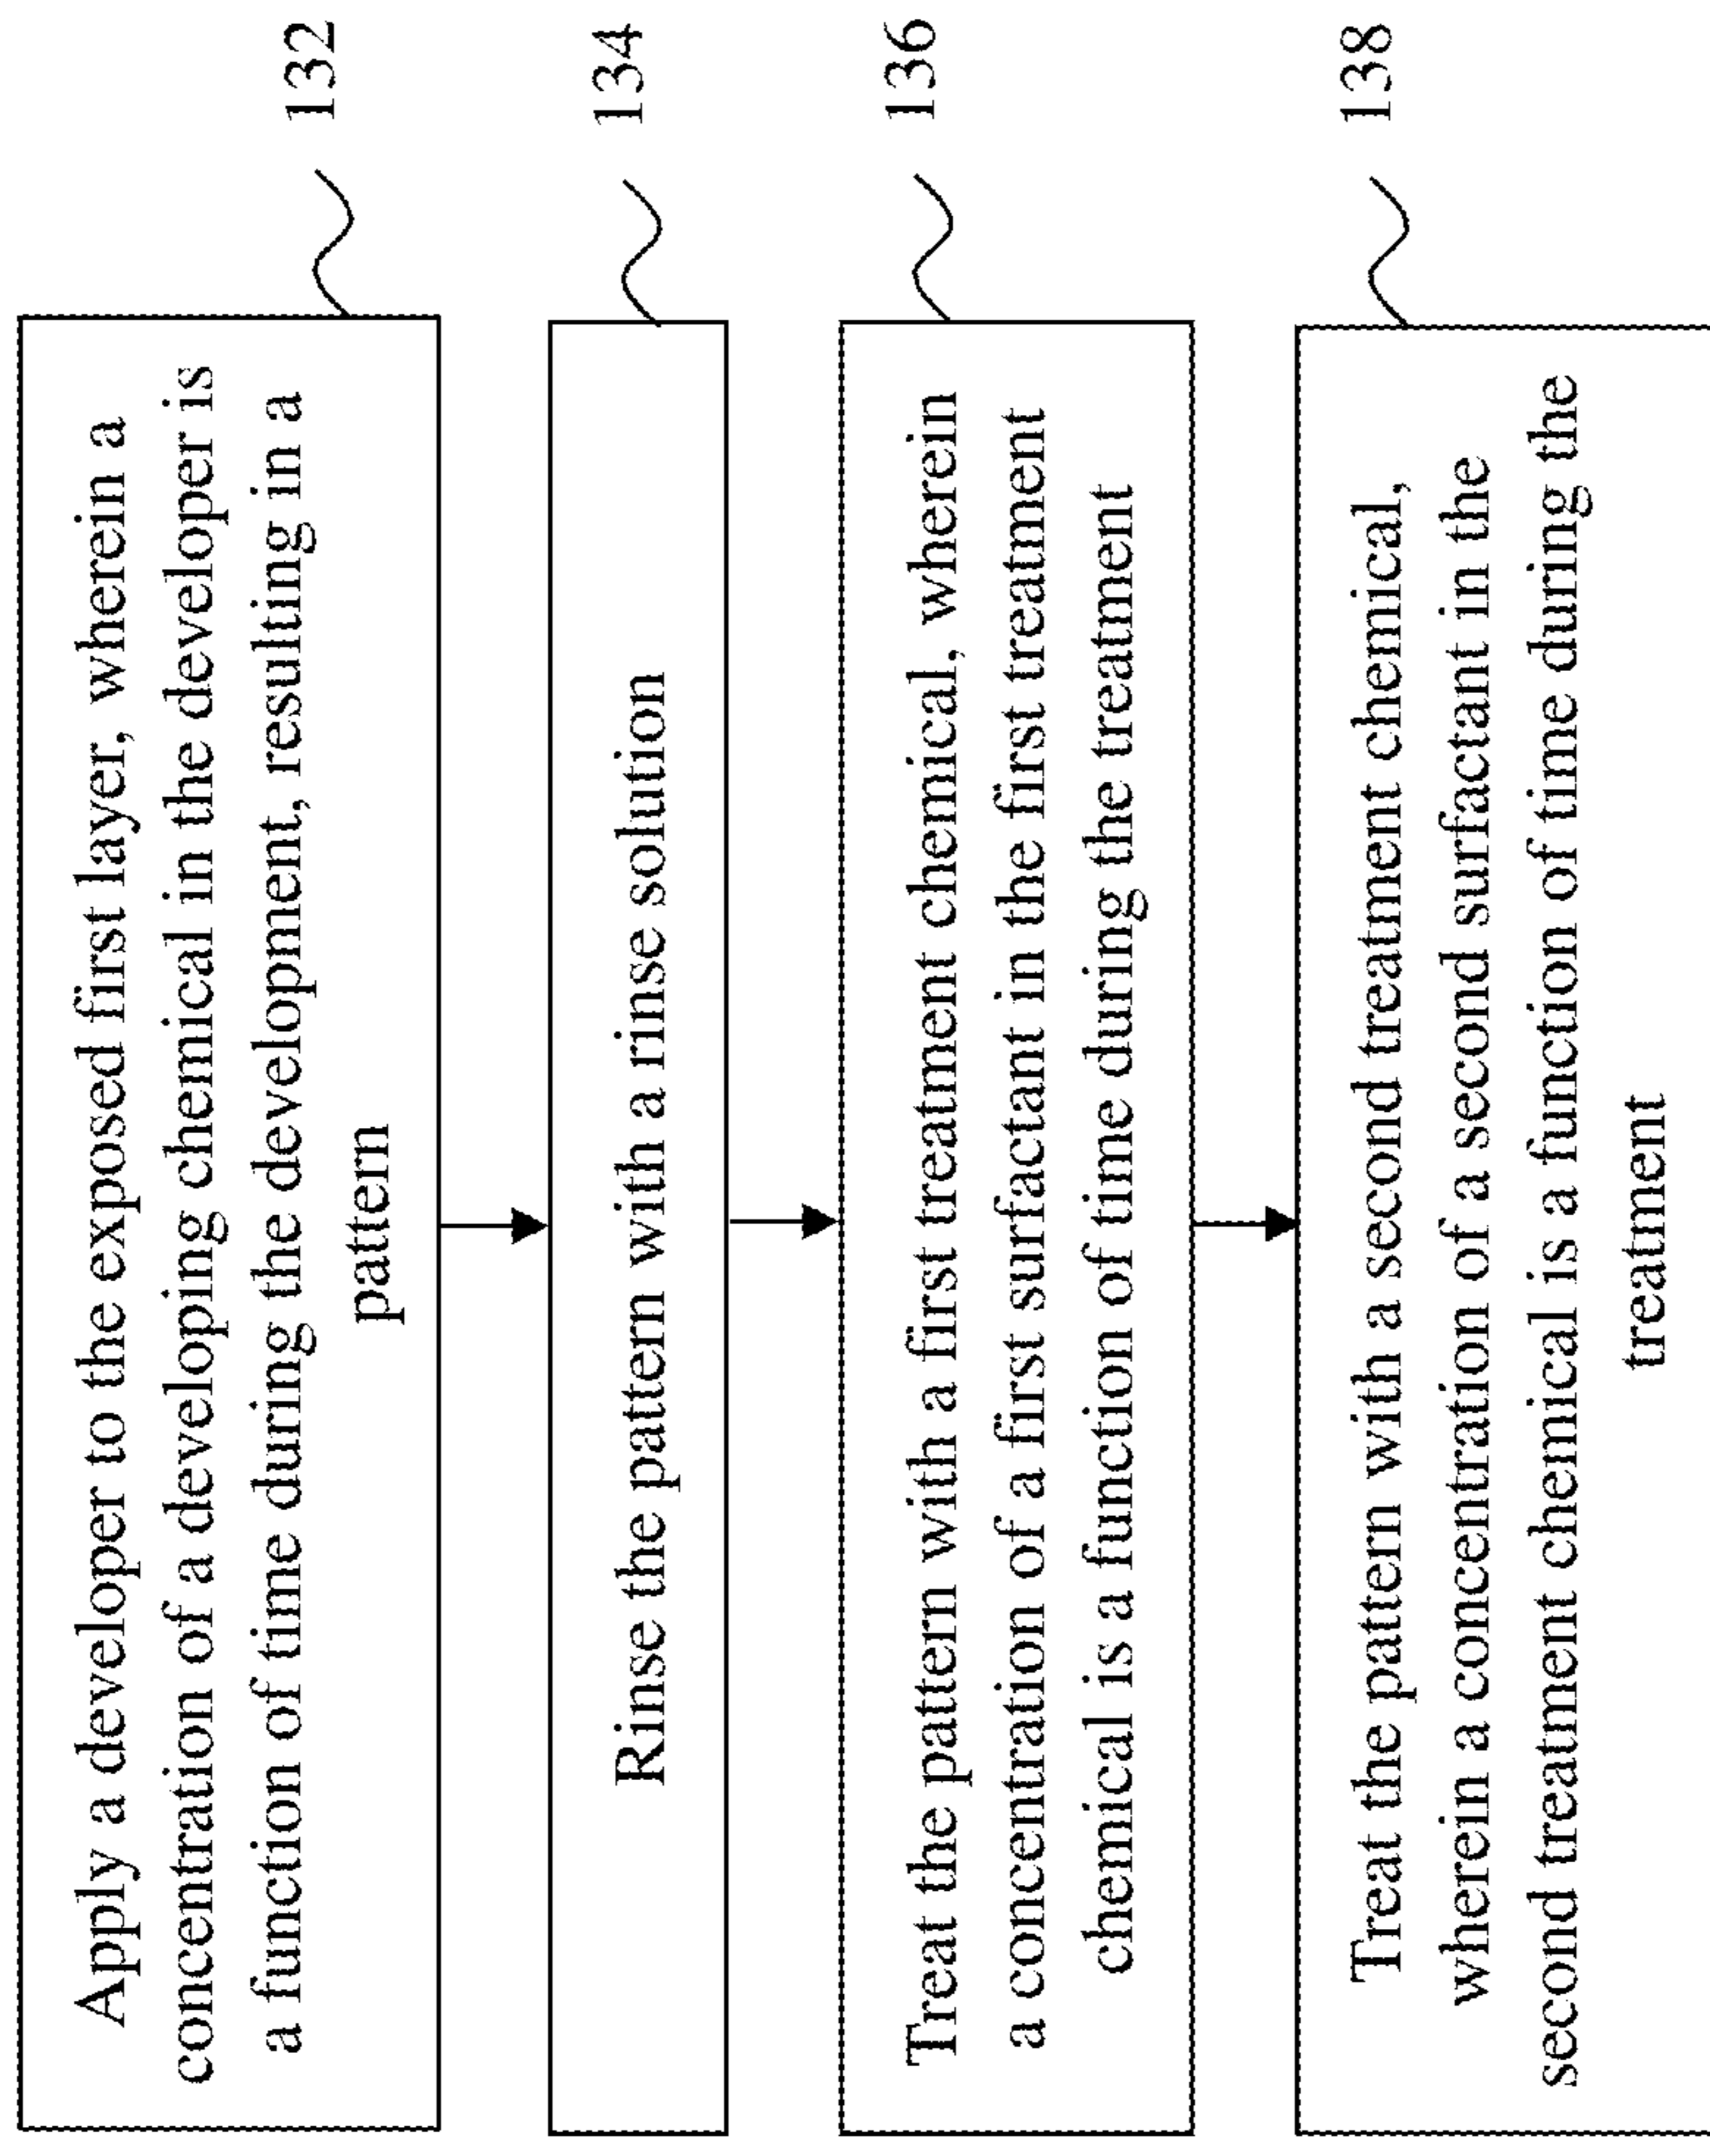 Apply a developer to the exposed first layer, wherein a
concentration of a developing chemical in the developer is
a function of time during the development, resulting in a
pattern
132
Rinse the pattern with a rinse solution
134
Treat the pattern with a first treatment chemical, wherein
a concentration of a first surfactant in the first treatment
chemical is a function of time during the treatment
136
Treat the pattern with a second treatment chemical,
wherein a concentration of a second surfactant in the
second treatment chemical is a function of time during the
treatment
138